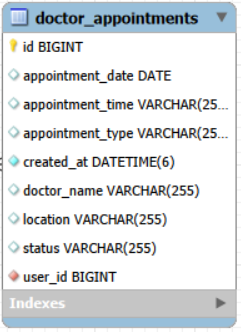 doctor_appointments
id BIGINT
appointment_date DATE
appointment_time VARCHAR(25...
appointment_type VARCHAR(25...
created_at DATETIME(6)
doctor_name VARCHAR(255)
location VARCHAR(255)
status VARCHAR(255)
user_id BIGINT
Indexes